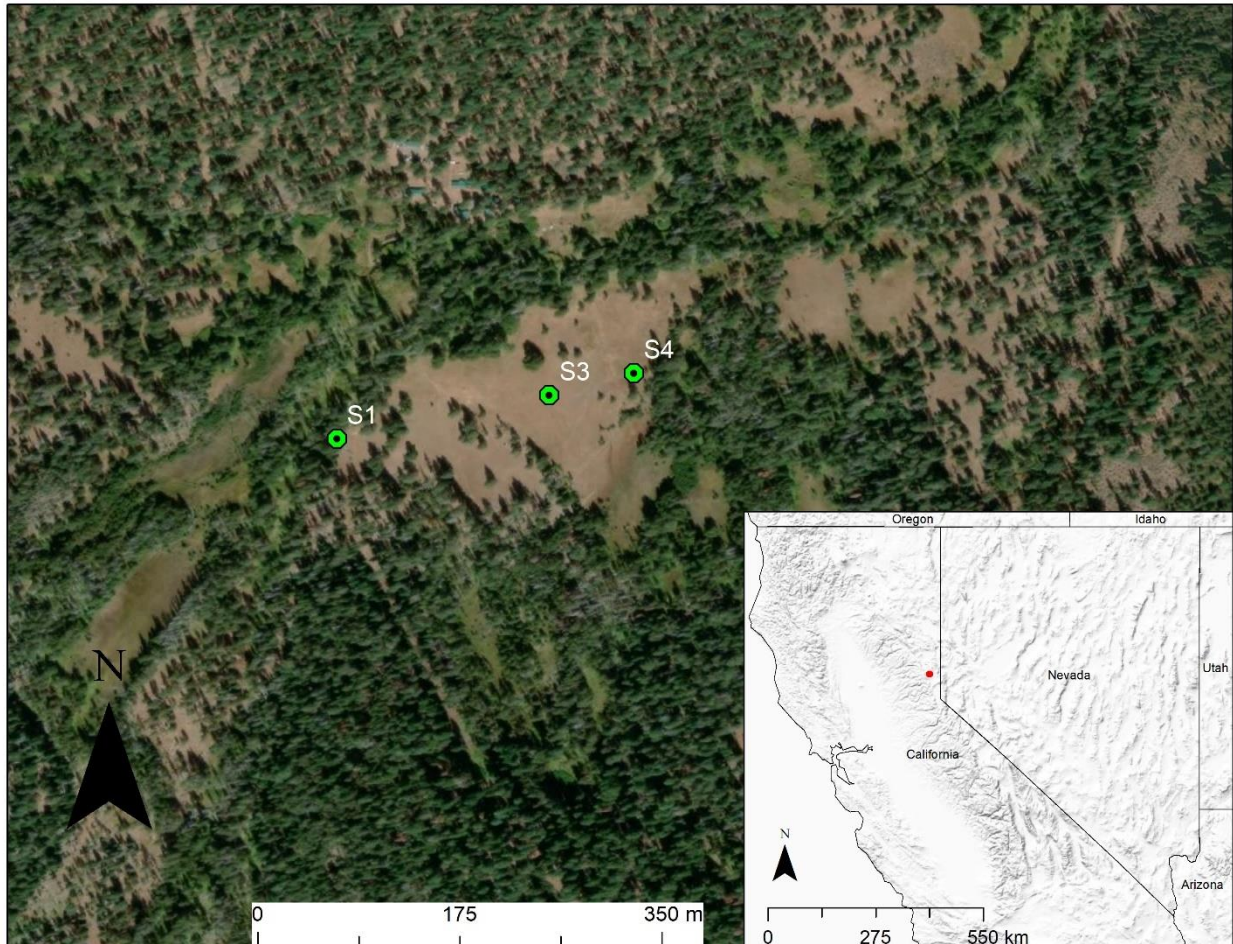 S4
S3
S1
Oregon
Idaho
Utah
Nevada
California
Arizona
N
N
0 175 350 m
0 275 550 km